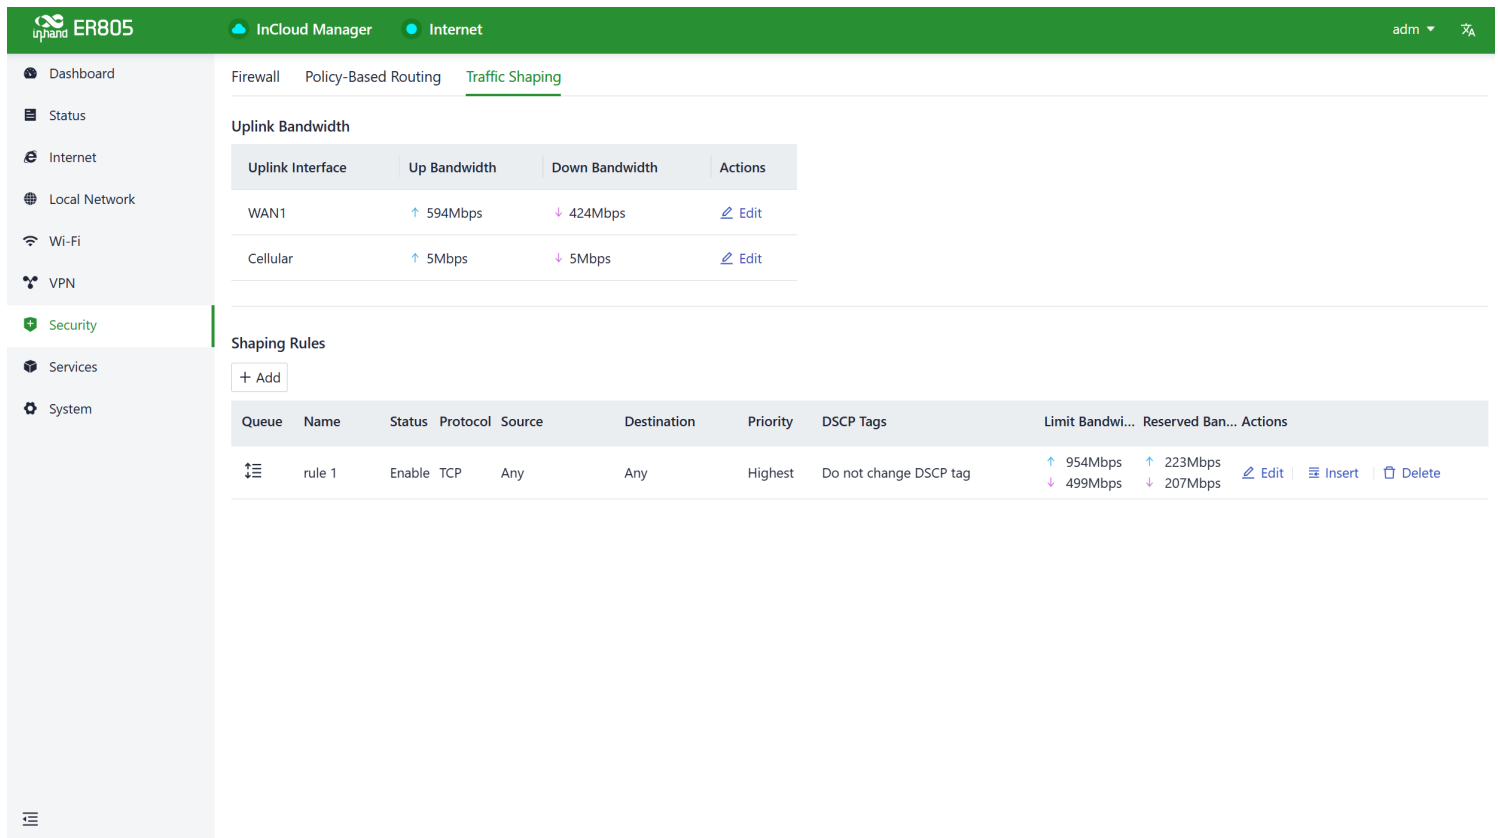 inhand ER805
InCloud Manager
Internet
adm
Dashboard
Status
Internet
Local Network
Wi-Fi
VPN
Security
Services
System
Firewall Policy-Based Routing Traffic Shaping
Uplink Bandwidth
Uplink Interface Up Bandwidth Down Bandwidth Actions
WAN1 ↑ 594Mbps ↓ 424Mbps Edit
Cellular ↑ 5Mbps ↓ 5Mbps Edit
Shaping Rules
+ Add
Queue Name Status Protocol Source Destination Priority DSCP Tags Limit Bandwi... Reserved Ban... Actions
rule 1 Enable TCP Any Any Highest Do not change DSCP tag ↑ 954Mbps ↑ 223Mbps Edit Insert Delete
↓ 499Mbps ↓ 207Mbps